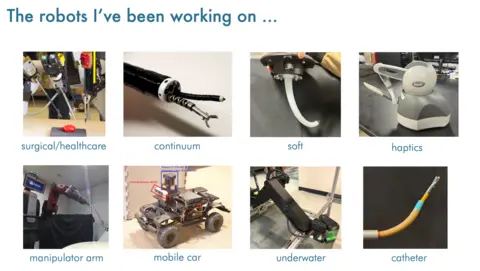 The robots I've been working on ...
surgical/healthcare
continuum
soft
haptics
manipulator arm
mobile car
underwater
catheter